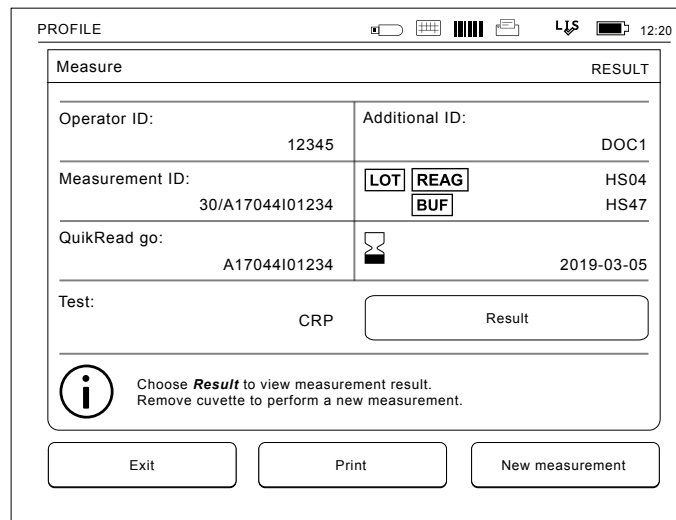 PROFILE LIS 12:20
Measure RESULT
Operator ID:
12345
Additional ID:
DOC1
Measurement ID:
30/A17044I01234
LOT REAG HS04
BUF HS47
QuikRead go:
A17044I01234
2019-03-05
Test:
CRP
Result
Choose Result to view measurement result.
Remove cuvette to perform a new measurement.
Exit
Print
New measurement